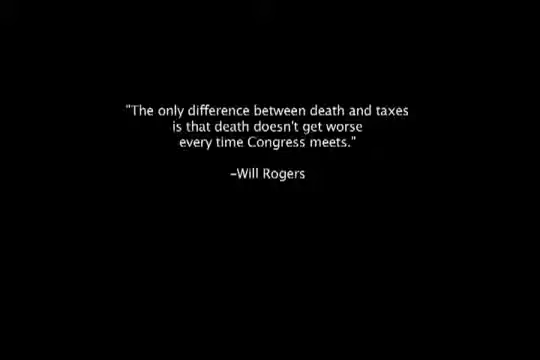 "The only difference between death and taxes
is that death doesn't get worse
every time Congress meets."
–Will Rogers